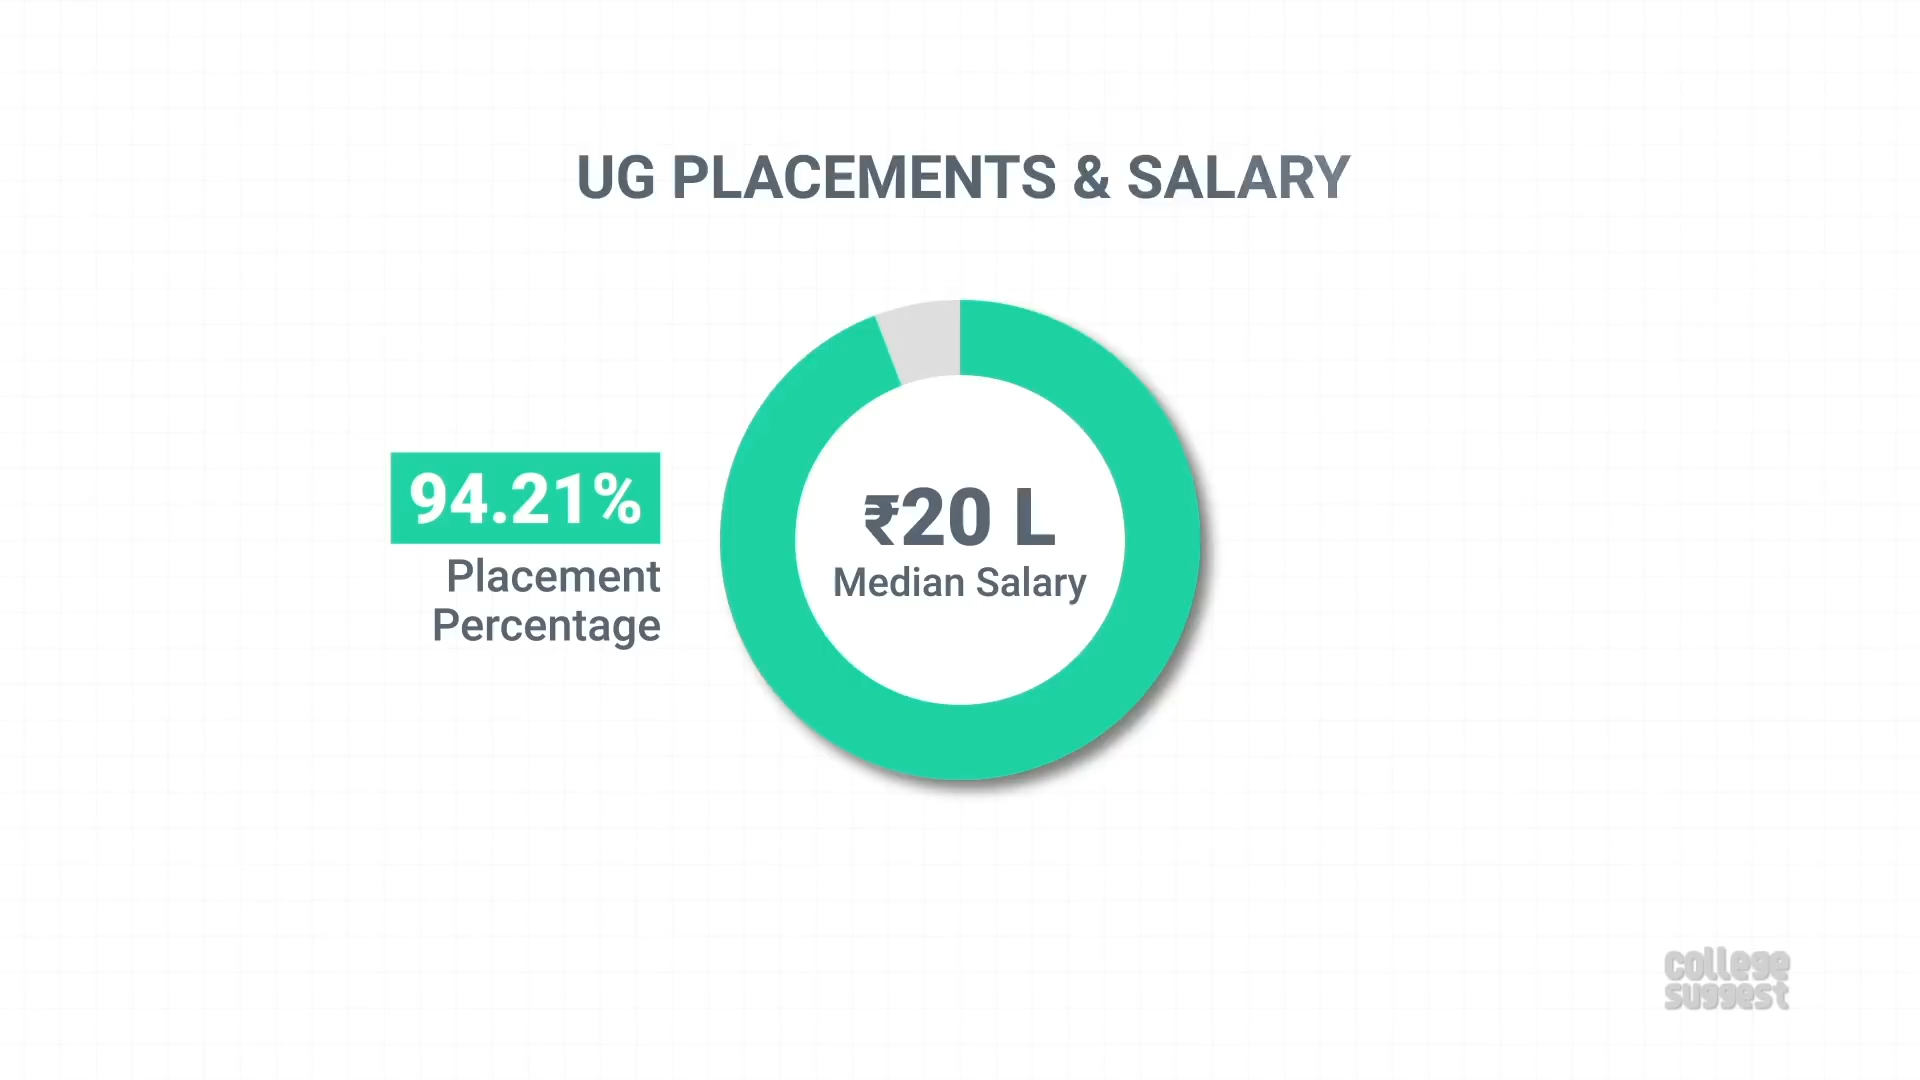 UG PLACEMENTS & SALARY
94.21%
Placement
Percentage
₹20 L
Median Salary
college
suggest